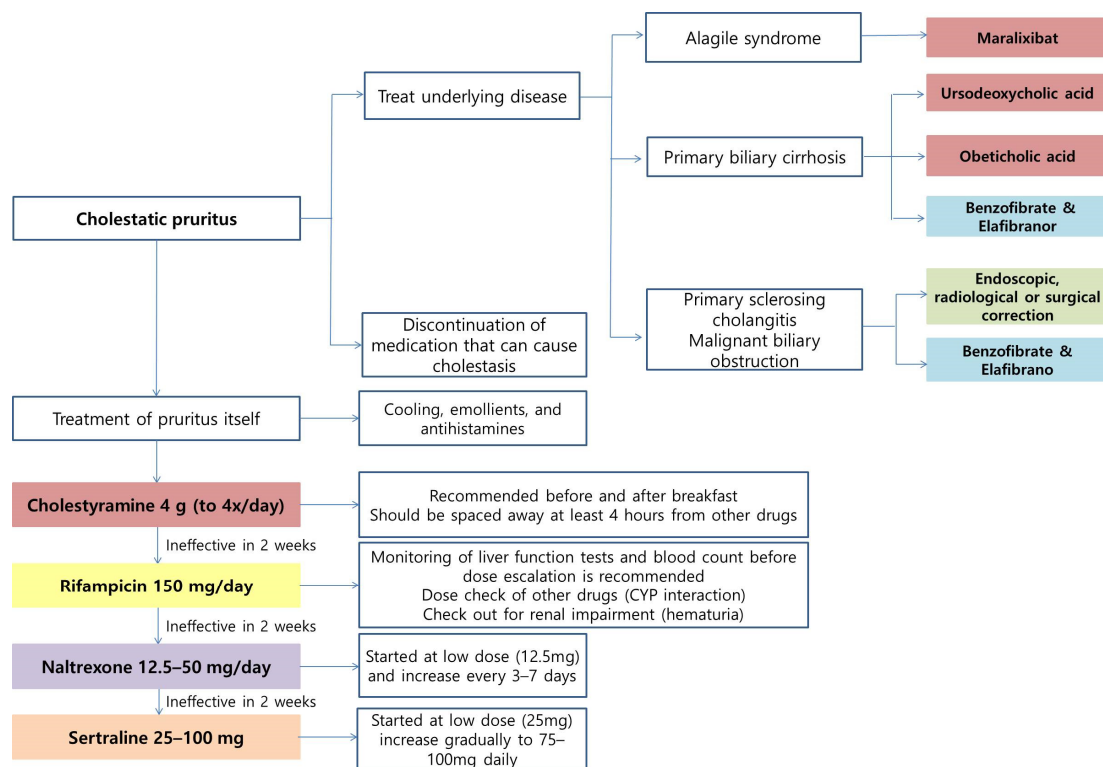 Cholestatic pruritus
Treat underlying disease
Alagile syndrome
Maralixibat
Primary biliary cirrhosis
Ursodeoxycholic acid
Obeticholic acid
Benzofibrate &
Elafibranor
Primary sclerosing
cholangitis
Malignant biliary
obstruction
Endoscopic,
radiological or surgical
correction
Benzofibrate &
Elafibrano
Discontinuation of
medication that can cause
cholestasis
Treatment of pruritus itself
Cooling, emollients, and
antihistamines
Cholestyramine 4 g (to 4x/day)
Recommended before and after breakfast
Should be spaced away at least 4 hours from other drugs
Ineffective in 2 weeks
Rifampicin 150 mg/day
Monitoring of liver function tests and blood count before
dose escalation is recommended
Dose check of other drugs (CYP interaction)
Check out for renal impairment (hematuria)
Ineffective in 2 weeks
Naltrexone 12.5–50 mg/day
Started at low dose (12.5mg)
and increase every 3–7 days
Ineffective in 2 weeks
Sertraline 25–100 mg
Started at low dose (25mg)
increase gradually to 75–
100mg daily